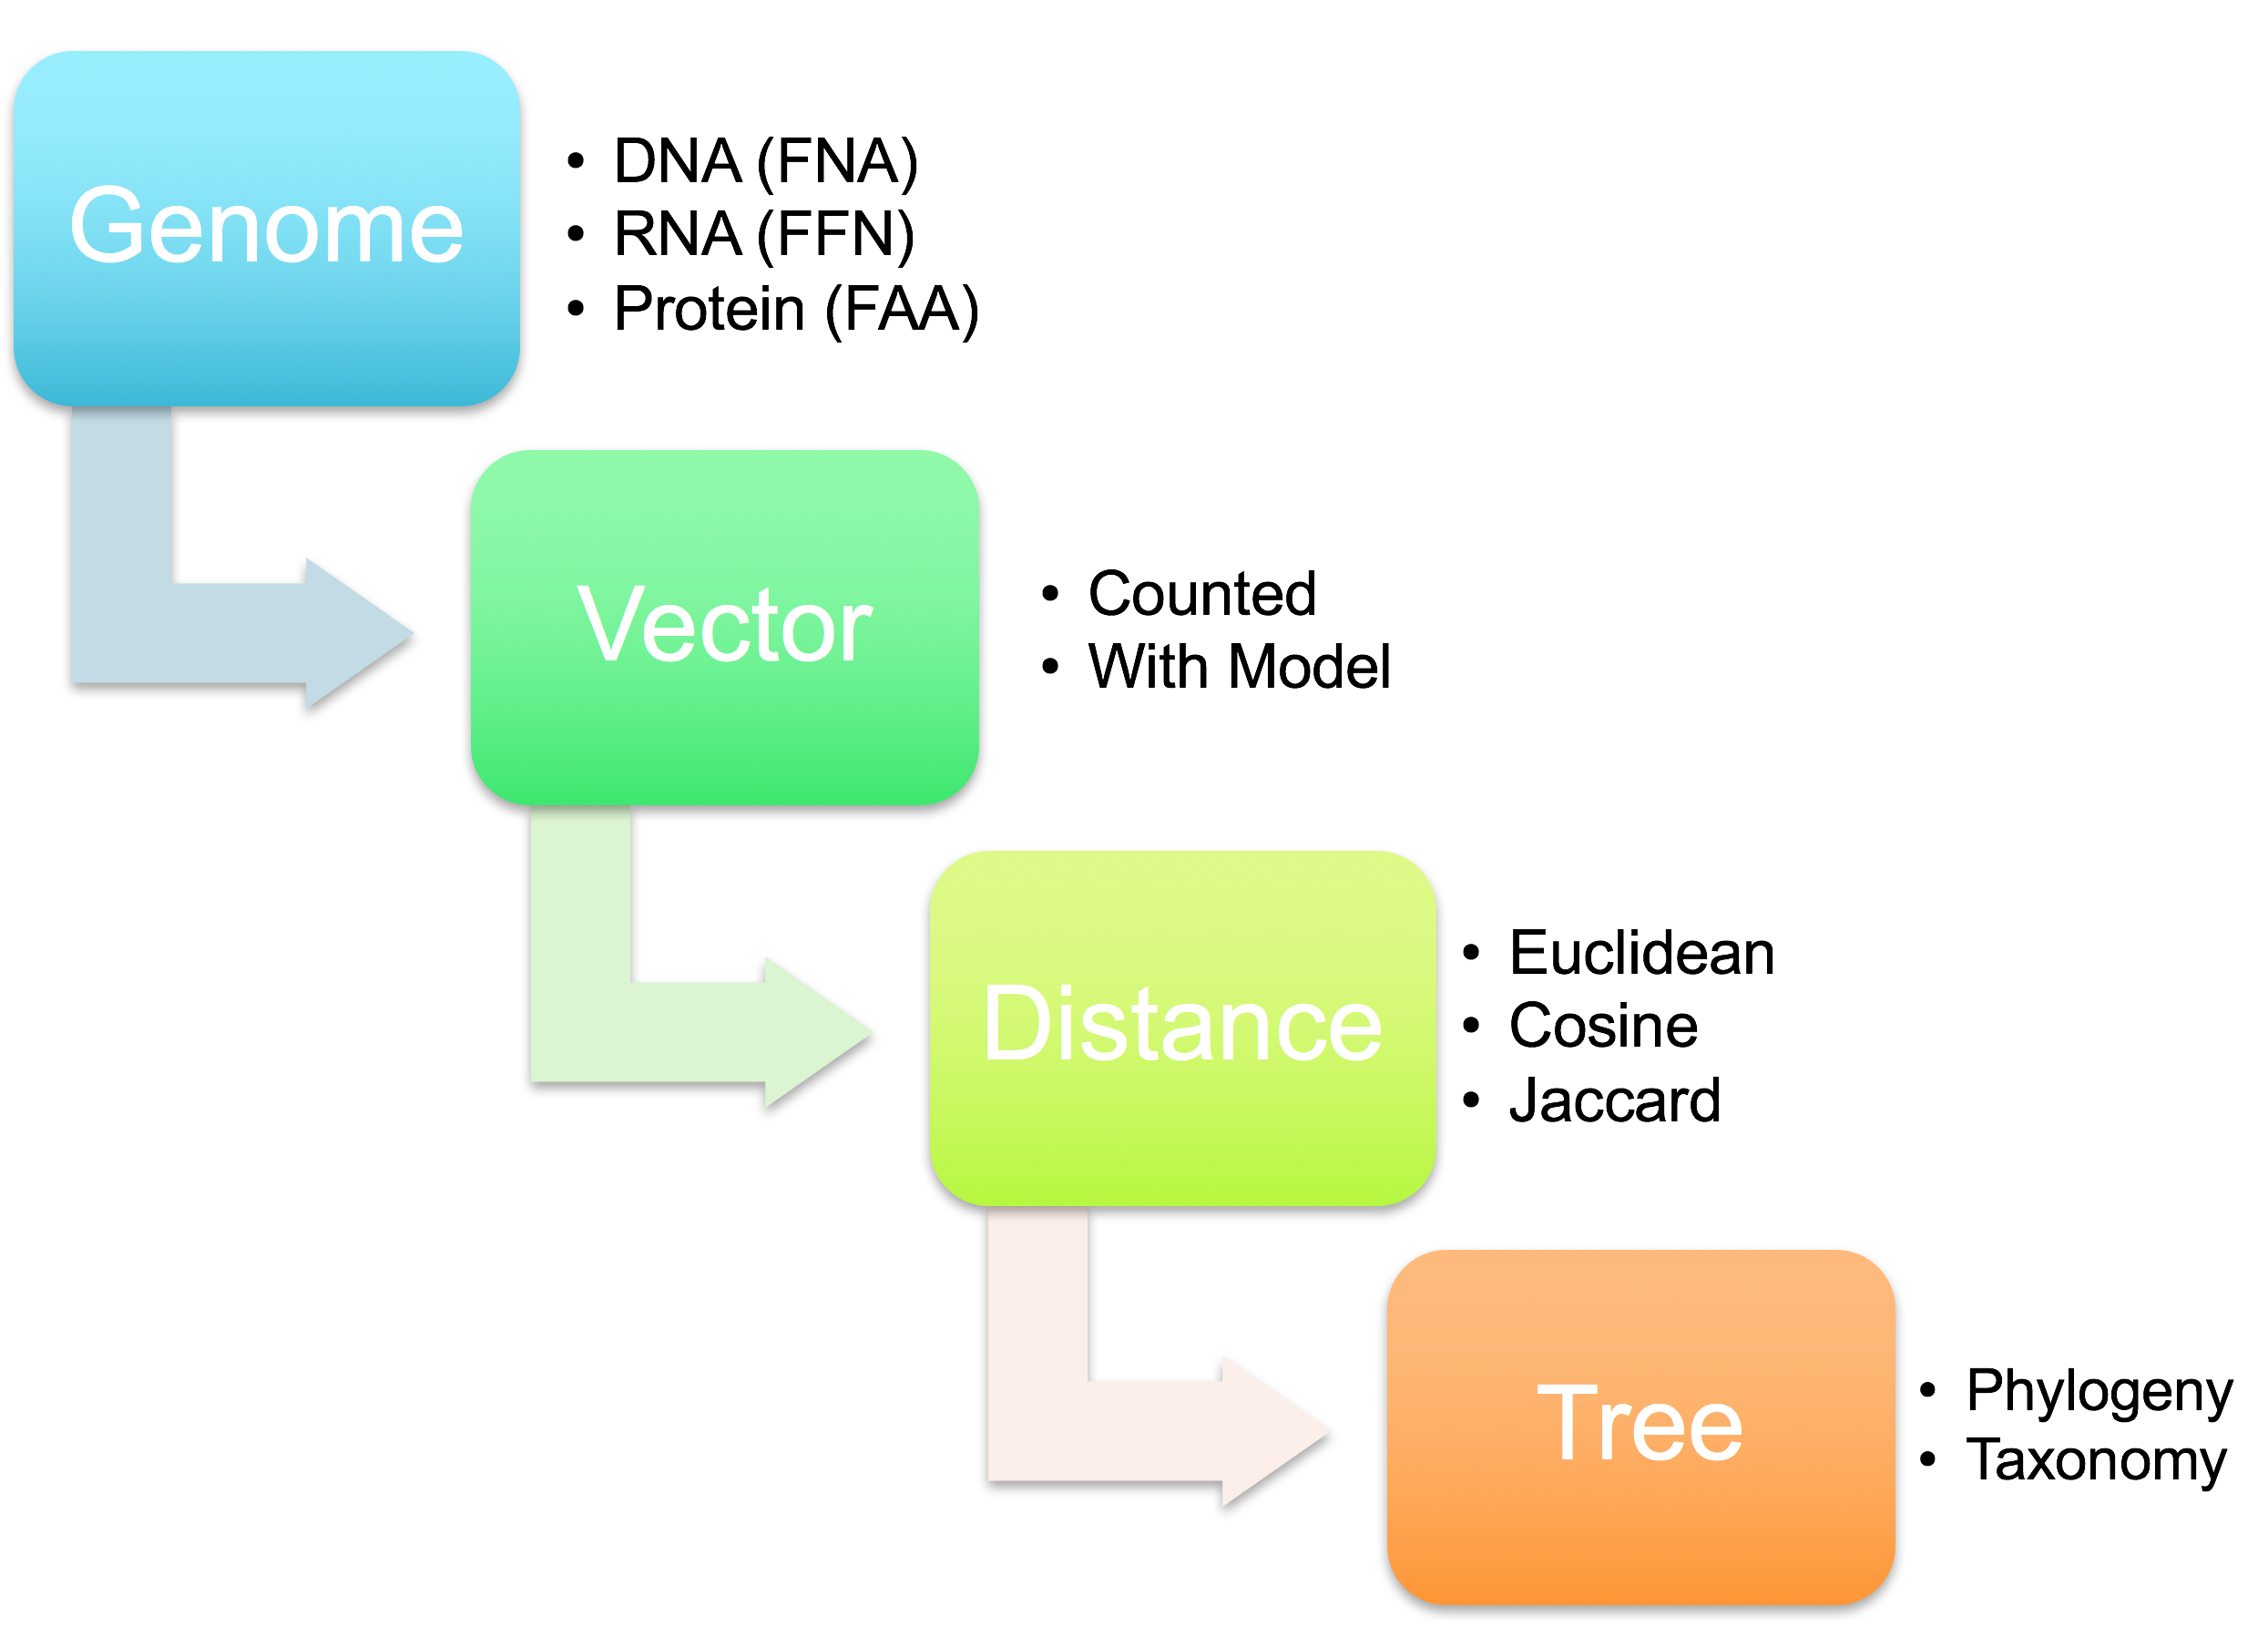 Genome
• DNA (FNA)
• RNA (FFN)
• Protein (FAA)
Vector
• Counted
• With Model
Distance
• Euclidean
• Cosine
• Jaccard
Tree
• Phylogeny
• Taxonomy